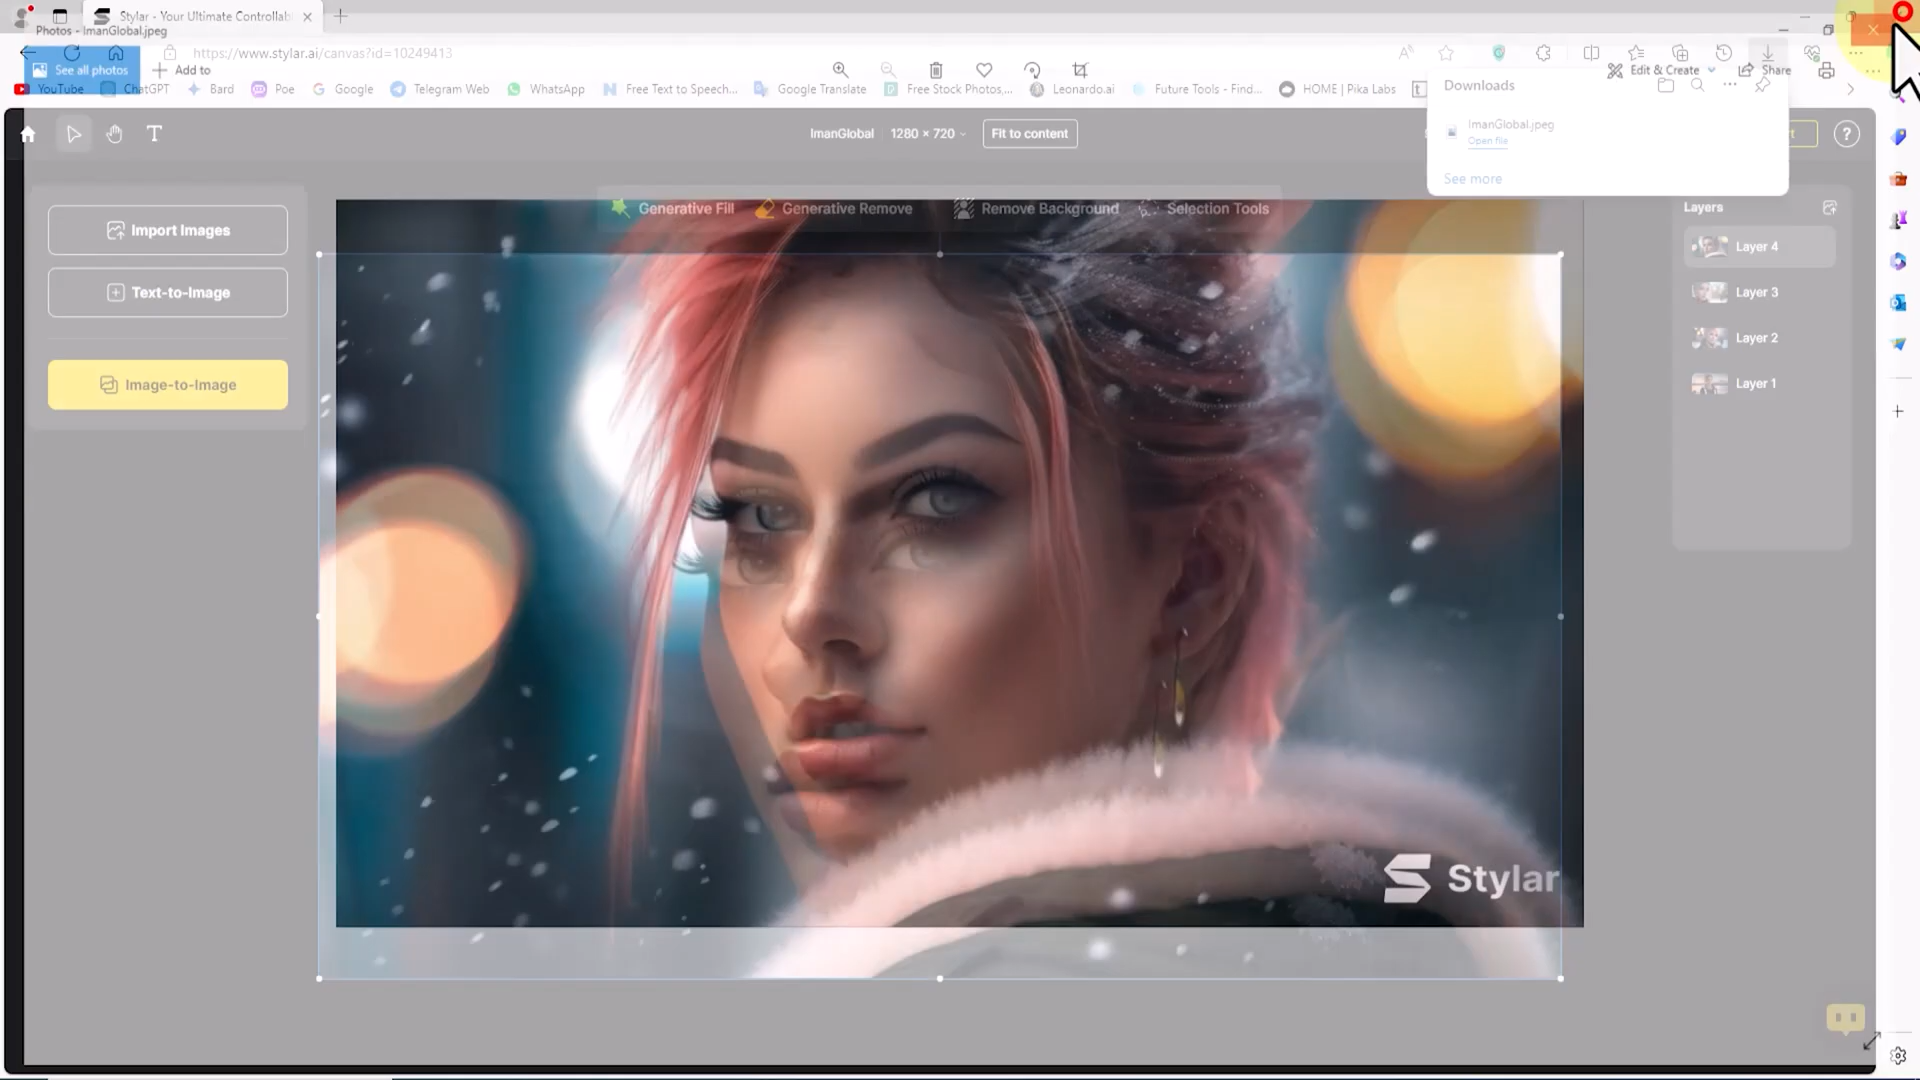 Stylar - Your Ultimate Controllab
Photos - ImanGlobal.jpeg
https://www.stylar.ai/canvas?id=10249413
See all photos
Add to
Edit & Create
Share
YouTube
ChatGPT
Bard
Poe
Google
Telegram Web
WhatsApp
Free Text to Speech...
Google Translate
Free Stock Photos,...
Leonardo.ai
Future Tools - Find...
HOME | Pika Labs
Downloads
ImanGlobal.jpeg
Open file
See more
ImanGlobal
1280 × 720
Fit to content
Generative Fill
Generative Remove
Remove Background
Selection Tools
Import Images
Text-to-Image
Image-to-Image
Layers
Layer 4
Layer 3
Layer 2
Layer 1
Stylar